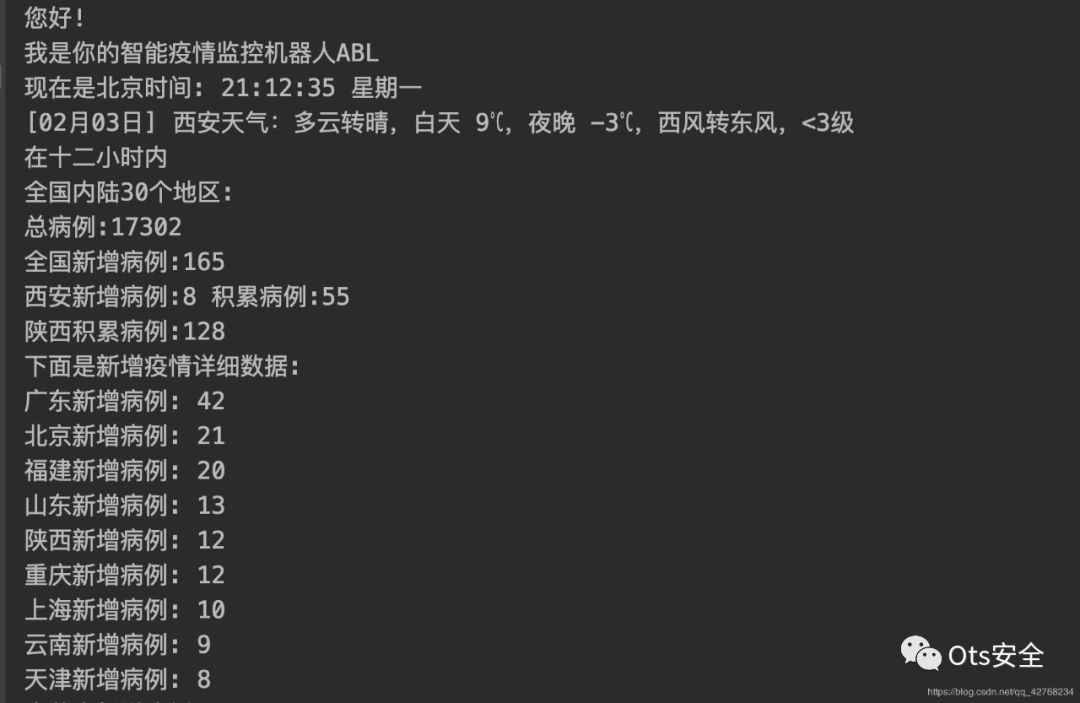 您好!
我是你的智能疫情监控机器人ABL
现在是北京时间: 21:12:35 星期一
[02月03日] 西安天气: 多云转晴, 白天 9℃, 夜晚 -3℃, 西风转东风, <3级
在十二小时内
全国内陆30个地区:
总病例:17302
全国新增病例:165
西安新增病例:8 积累病例:55
陕西积累病例:128
下面是新增疫情详细数据:
广东新增病例: 42
北京新增病例: 21
福建新增病例: 20
山东新增病例: 13
陕西新增病例: 12
重庆新增病例: 12
上海新增病例: 10
云南新增病例: 9
天津新增病例: 8
Ots安全
https://blog.csdn.net/qq_42768234